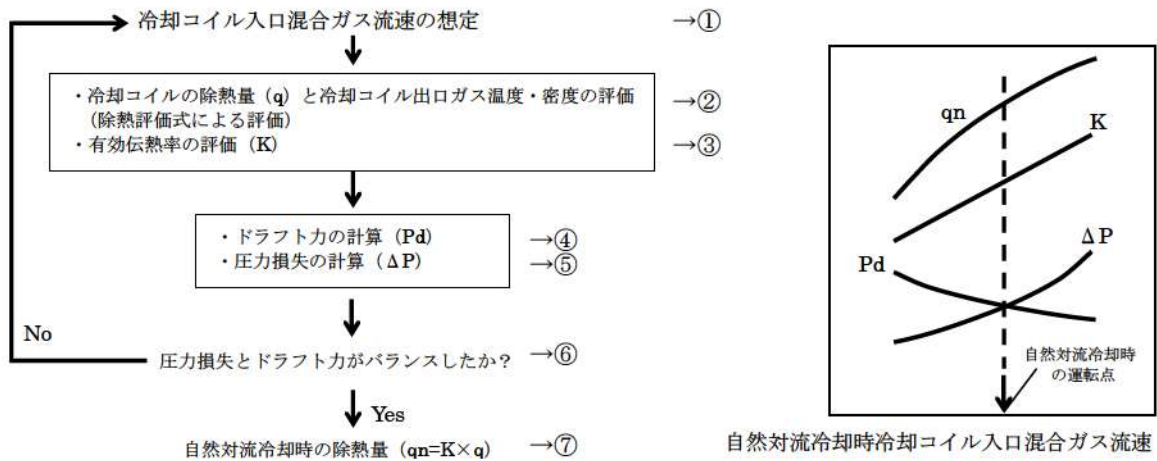 冷却コイル入口混合ガス流速の想定 →①
・冷却コイルの除熱量（q）と冷却コイル出口ガス温度・密度の評価 →②
（除熱評価式による評価）
・有効伝熱率の評価（K） →③
・ドラフト力の計算（Pd） →④
・圧力損失の計算（ΔP） →⑤
No
圧力損失とドラフト力がバランスしたか？ →⑥
Yes
自然対流冷却時の除熱量（qn=K×q） →⑦
qn
K
Pd
ΔP
自然対流冷却時
の運転点
自然対流冷却時冷却コイル入口混合ガス流速